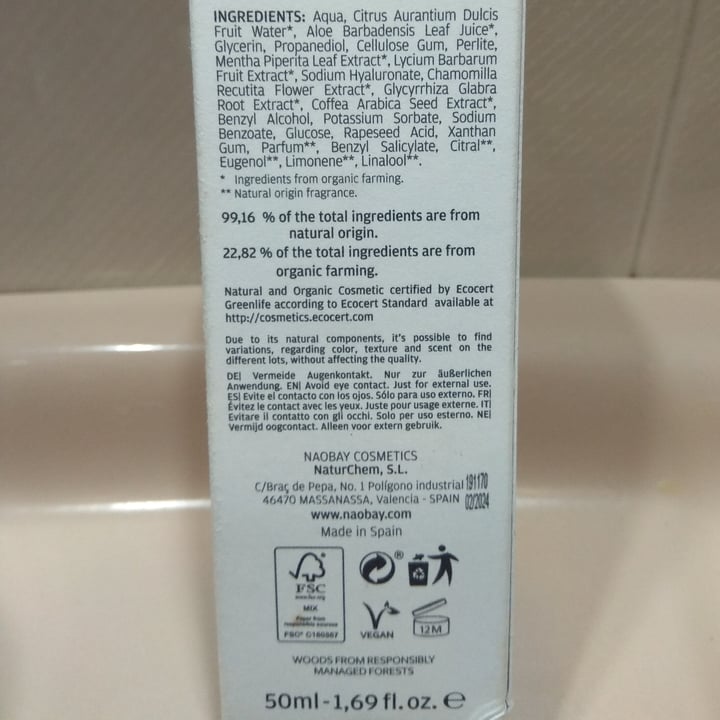 INGREDIENTS: Aqua, Citrus Aurantium Dulcis
Fruit Water*, Aloe Barbadensis Leaf Juice*,
Glycerin, Propanediol, Cellulose Gum, Perlite,
Mentha Piperita Leaf Extract*, Lycium Barbarum
Fruit Extract*, Sodium Hyaluronate, Chamomilla
Recutita Flower Extract*, Glycyrrhiza Glabra
Root Extract*, Coffea Arabica Seed Extract*,
Benzyl Alcohol, Potassium Sorbate, Sodium
Benzoate, Glucose, Rapeseed Acid, Xanthan
Gum, Parfum**, Benzyl Salicylate, Citral**,
Eugenol**, Limonene**, Linalool**.
* Ingredients from organic farming.
** Natural origin fragrance.
99,16 % of the total ingredients are from
natural origin.
22,82 % of the total ingredients are from
organic farming.
Natural and Organic Cosmetic certified by Ecocert
Greenlife according to Ecocert Standard available at
http://cosmetics.ecocert.com
Due to its natural components, it's possible to find
variations, regarding color, texture and scent on the
different lots, without affecting the quality.
DE| Vermeide Augenkontakt. Nur zur äußerlichen
Anwendung. EN| Avoid eye contact. Just for external use.
ES| Evite el contacto con los ojos. Sólo para uso externo. FR|
Évitez le contact avec les yeux. Juste pour usage externe. IT|
Evitare il contatto con gli occhi. Solo per uso esterno. NE|
Vermijd oogcontact. Alleen voor extern gebruik.
NAOBAY COSMETICS
NaturChem, S.L.
C/Braç de Pepa, No. 1 Polígono industrial 191170
46470 MASSANASSA, Valencia - SPAIN 02/2024
www.naobay.com
Made in Spain
FSC
www.fsc.org
MIX
Paper from
responsible sources
®
VEGAN
12M
WOODS FROM RESPONSIBLY
MANAGED FORESTS
50ml-1,69 fl. oz. ℮